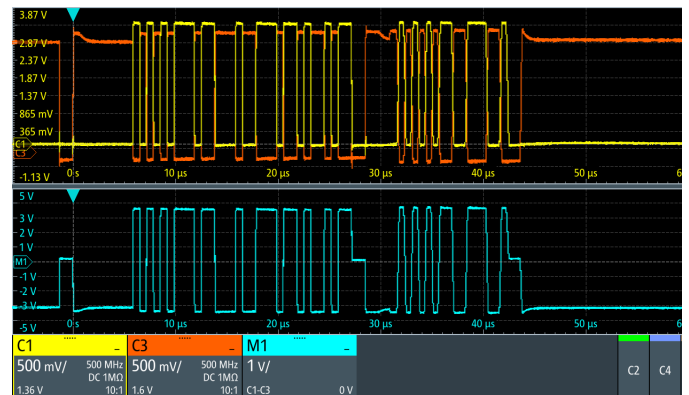 3.87 V
2.87 V
2.37 V
1.87 V
1.37 V
865 mV
365 mV
C1
C3
-1.13 V
0 s
10 µs
20 µs
30 µs
40 µs
50 µs
60
5 V
3 V
2 V
1 V
M1
-1 V
-2 V
-3 V
-5 V
0 s
10 µs
20 µs
30 µs
40 µs
50 µs
60
C1
500 mV/ 500 MHz
DC 1MΩ
1.36 V 10:1
C3
500 mV/ 500 MHz
DC 1MΩ
1.6 V 10:1
M1
1 V/
C1-C3 0 V
C2
C4